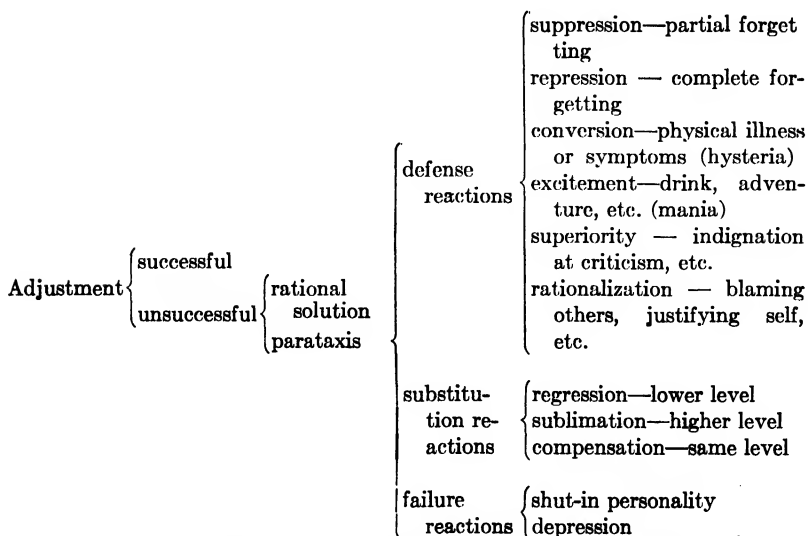 Adjustment
successful
unsuccessful
rational
solution
parataxis
defense
reactions
suppression—partial forget
ting
repression — complete for-
getting
conversion—physical illness
or symptoms (hysteria)
excitement—drink, adven-
ture, etc. (mania)
superiority — indignation
at criticism, etc.
rationalization — blaming
others, justifying self,
etc.
substitu-
tion re-
actions
regression—lower level
sublimation—higher level
compensation—same level
failure
reactions
shut-in personality
depression